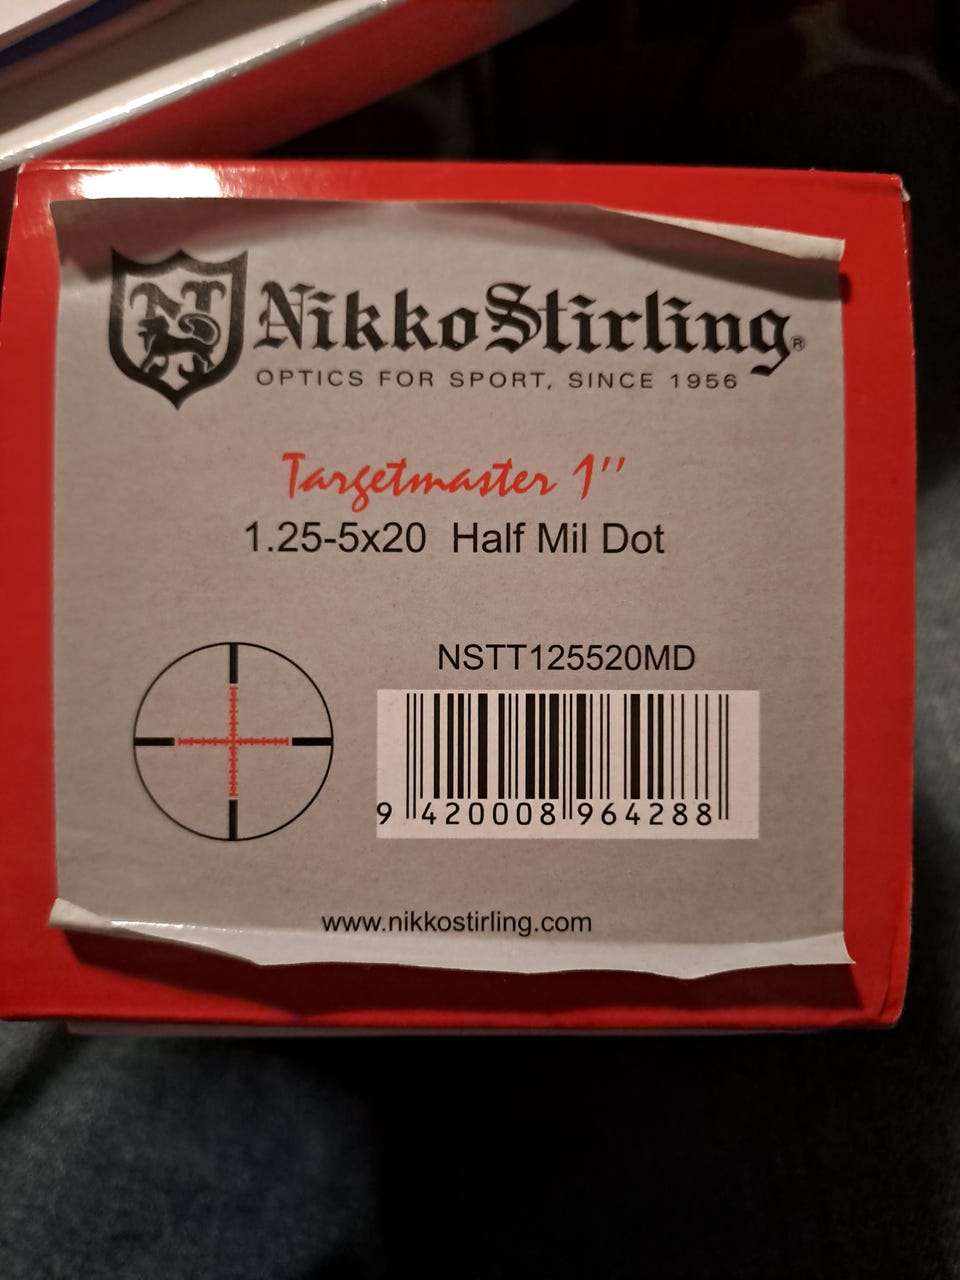 NikkoStirling®
OPTICS FOR SPORT, SINCE 1956
Targetmaster 1"
1.25-5x20 Half Mil Dot
NSTT125520MD
9 420008 964288
www.nikkostirling.com